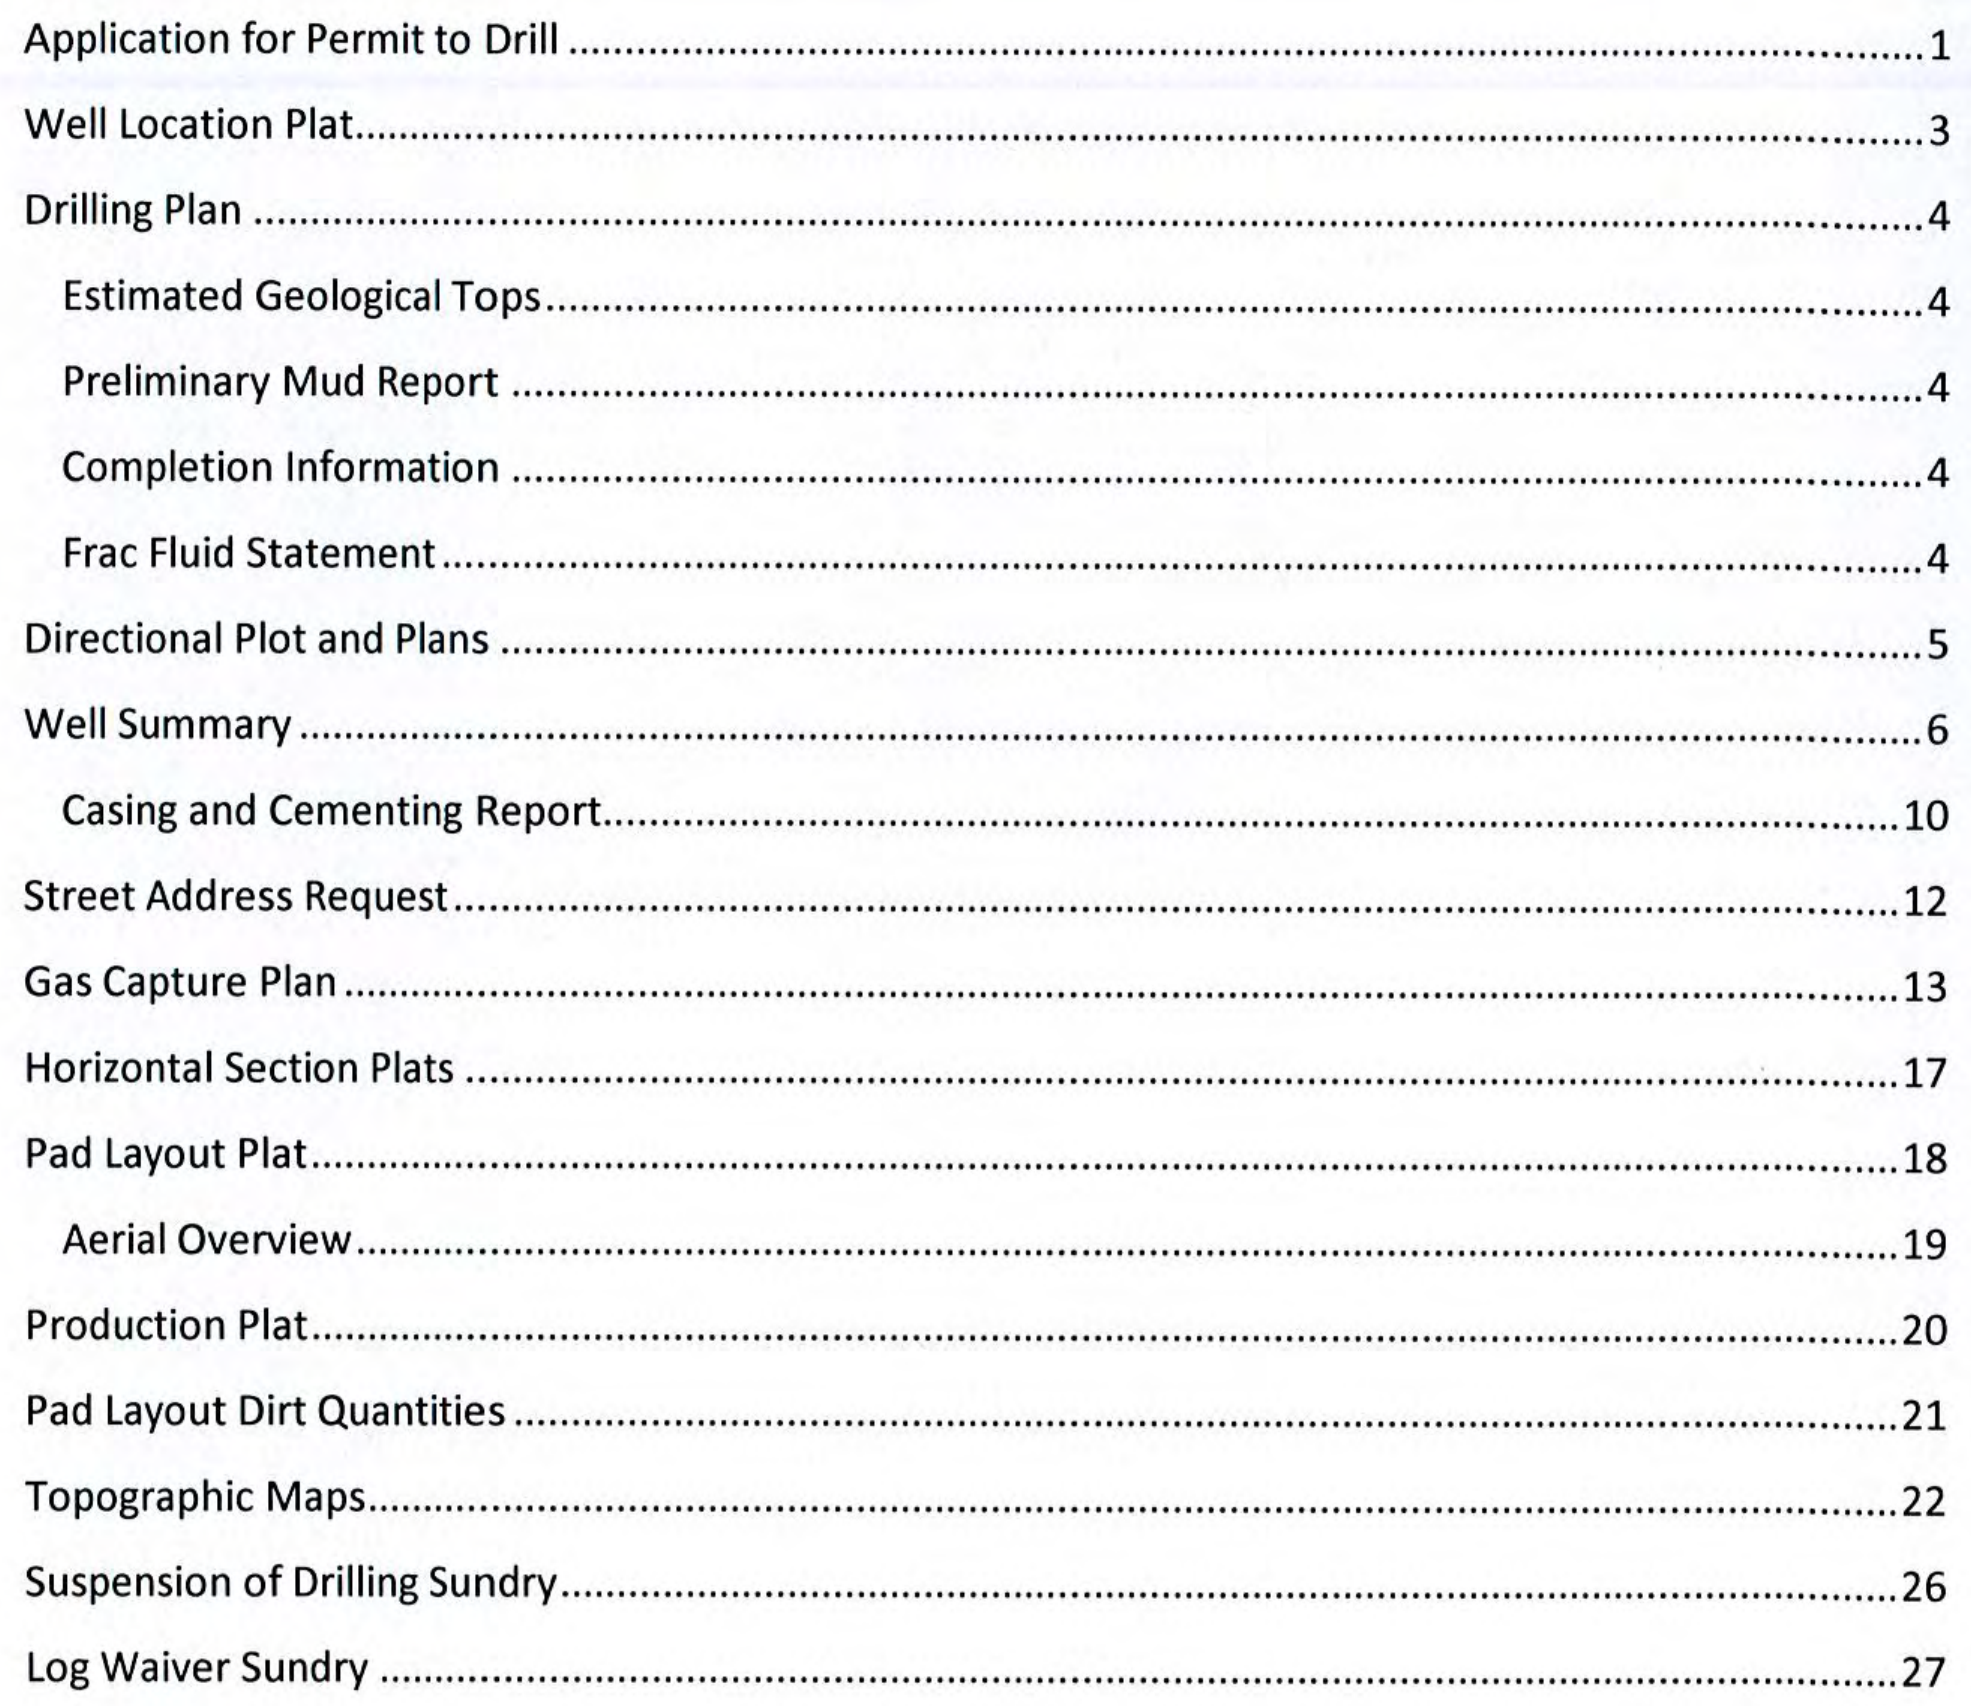 Application for Permit to Drill ........................................................................ 1
Well Location Plat ........................................................................ 3
Drilling Plan ........................................................................ 4
Estimated Geological Tops ........................................................................ 4
Preliminary Mud Report ........................................................................ 4
Completion Information ........................................................................ 4
Frac Fluid Statement ........................................................................ 4
Directional Plot and Plans ........................................................................ 5
Well Summary ........................................................................ 6
Casing and Cementing Report ........................................................................ 10
Street Address Request ........................................................................ 12
Gas Capture Plan ........................................................................ 13
Horizontal Section Plats ........................................................................ 17
Pad Layout Plat ........................................................................ 18
Aerial Overview ........................................................................ 19
Production Plat ........................................................................ 20
Pad Layout Dirt Quantities ........................................................................ 21
Topographic Maps ........................................................................ 22
Suspension of Drilling Sundry ........................................................................ 26
Log Waiver Sundry ........................................................................ 27